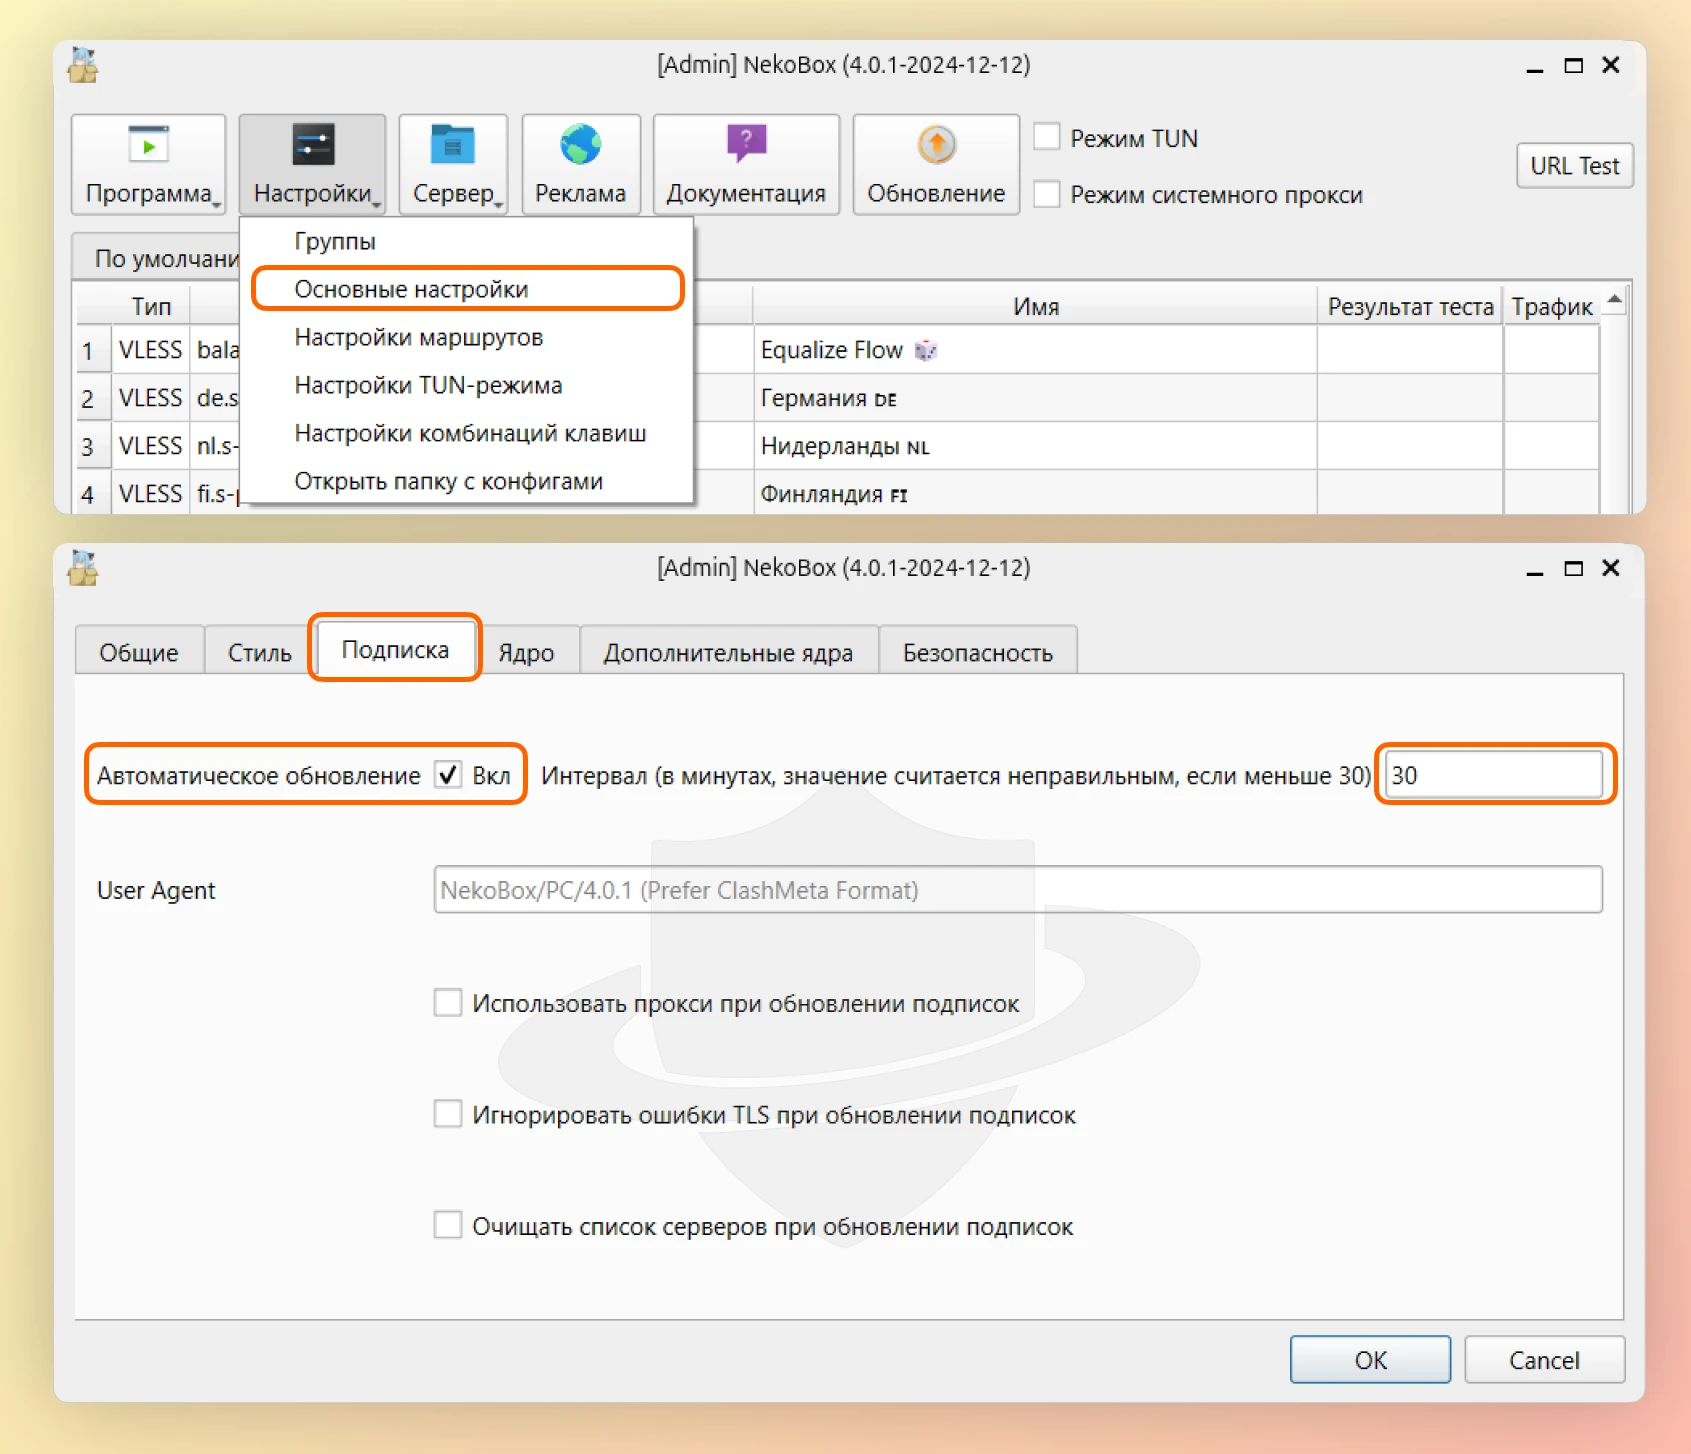 [Admin] NekoBox (4.0.1-2024-12-12)
Программа
Настройки
Сервер
Реклама
Документация
Обновление
Режим TUN
Режим системного прокси
URL Test
Группы
Основные настройки
Настройки маршрутов
Настройки TUN-режима
Настройки комбинаций клавиш
Открыть папку с конфигами
По умолчани
Тип Имя Результат теста Трафик
1 VLESS bala Equalize Flow
2 VLESS de.s Германия DE
3 VLESS nl.s- Нидерланды NL
4 VLESS fi.s- Финляндия FI
[Admin] NekoBox (4.0.1-2024-12-12)
Общие Стиль Подписка Ядро Дополнительные ядра Безопасность
Автоматическое обновление Вкл Интервал (в минутах, значение считается неправильным, если меньше 30) 30
User Agent NekoBox/PC/4.0.1 (Prefer ClashMeta Format)
Использовать прокси при обновлении подписок
Игнорировать ошибки TLS при обновлении подписок
Очищать список серверов при обновлении подписок
OK Cancel